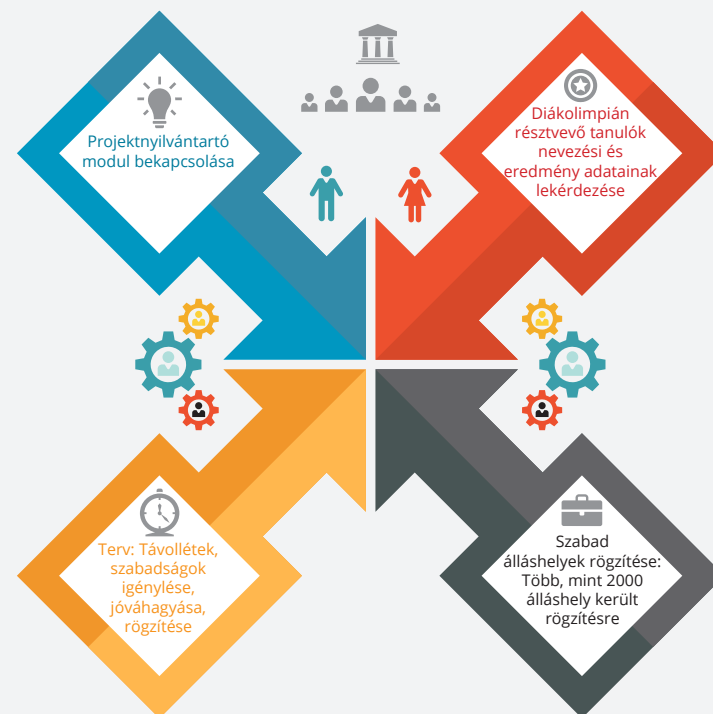 Projektnyilvántartó
modul bekapcsolása
Diákolimpián
résztvevő tanulók
nevezési és
eredmény adatainak
lekérdezése
Terv: Távollétek,
szabadságok
igénylése,
jóváhagyása,
rögzítése
Szabad
álláshelyek rögzítése:
Több, mint 2000
álláshely került
rögzítésre